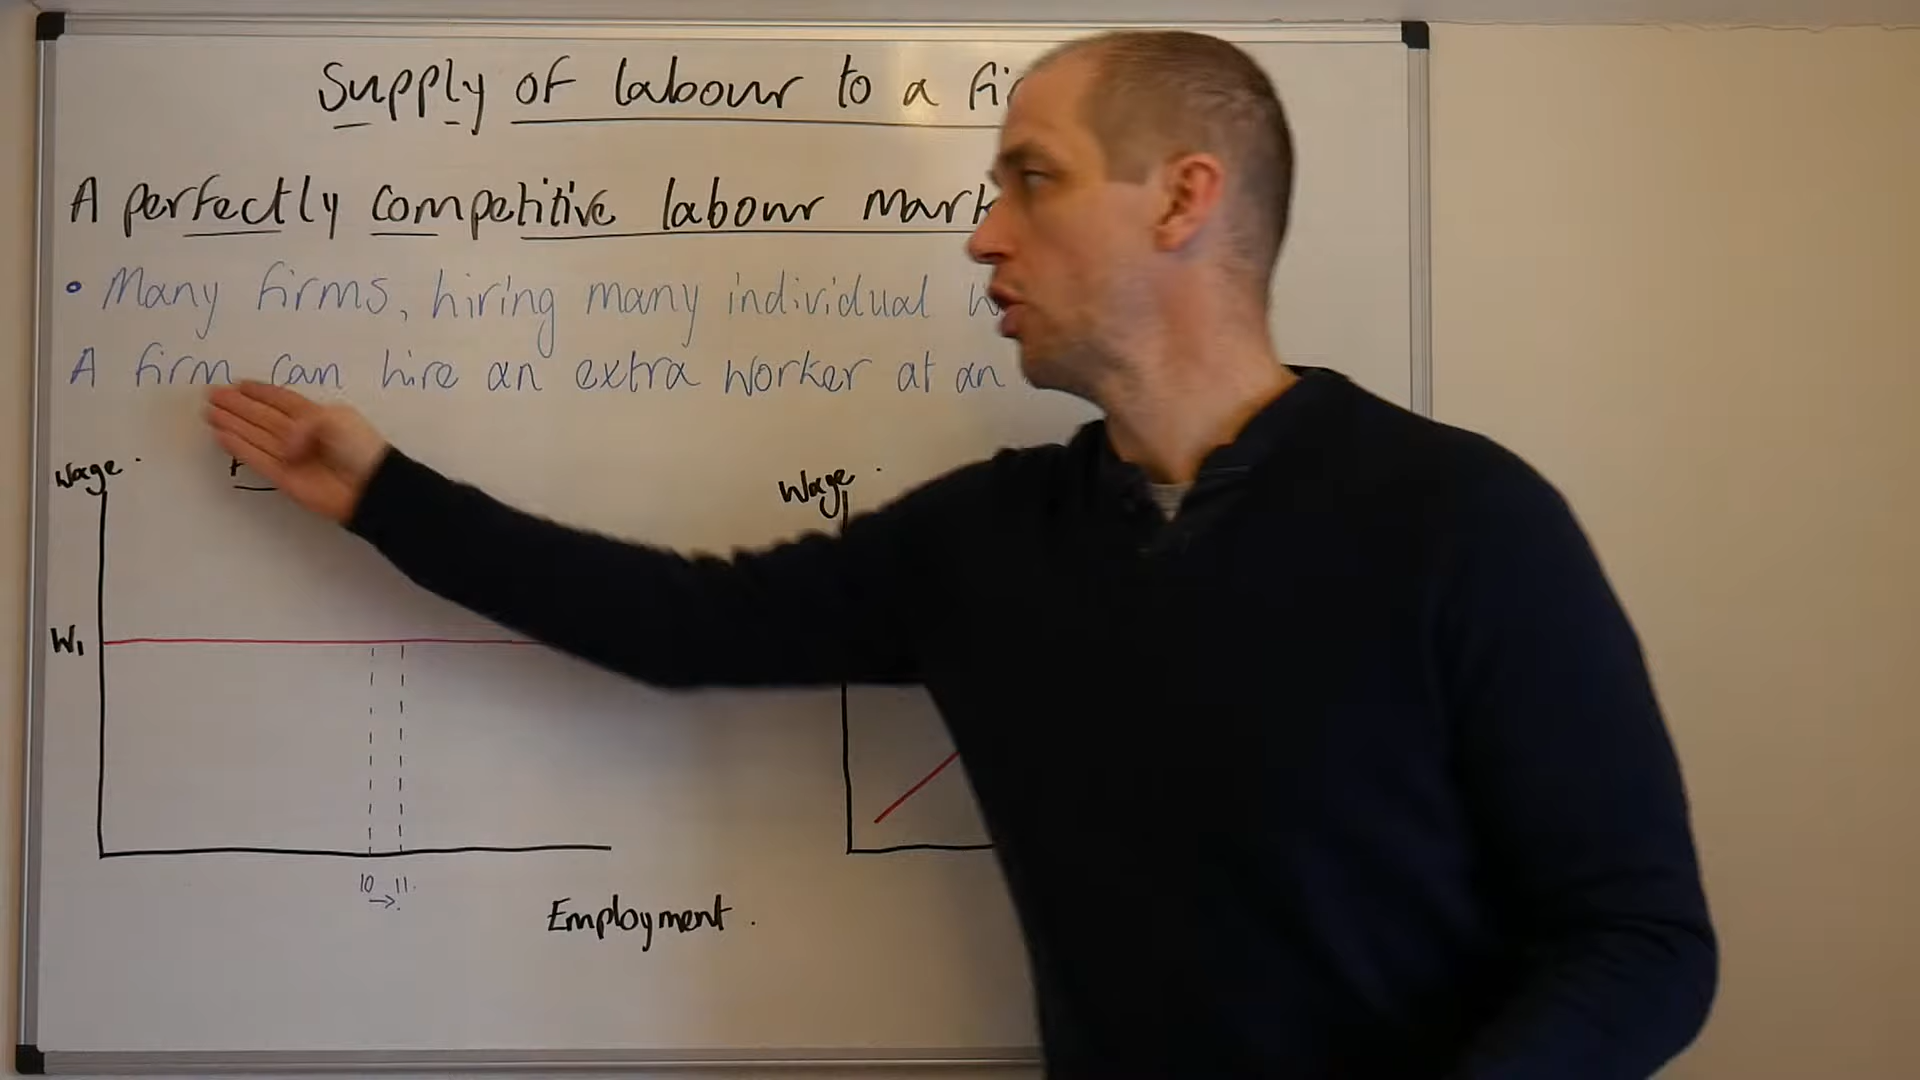 Supply of labour to a
A perfectly competitive labour
• Many firms, hiring many individual
A firm can hire an extra worker at an
Wage
Wage
W₁
10 → 11
Employment